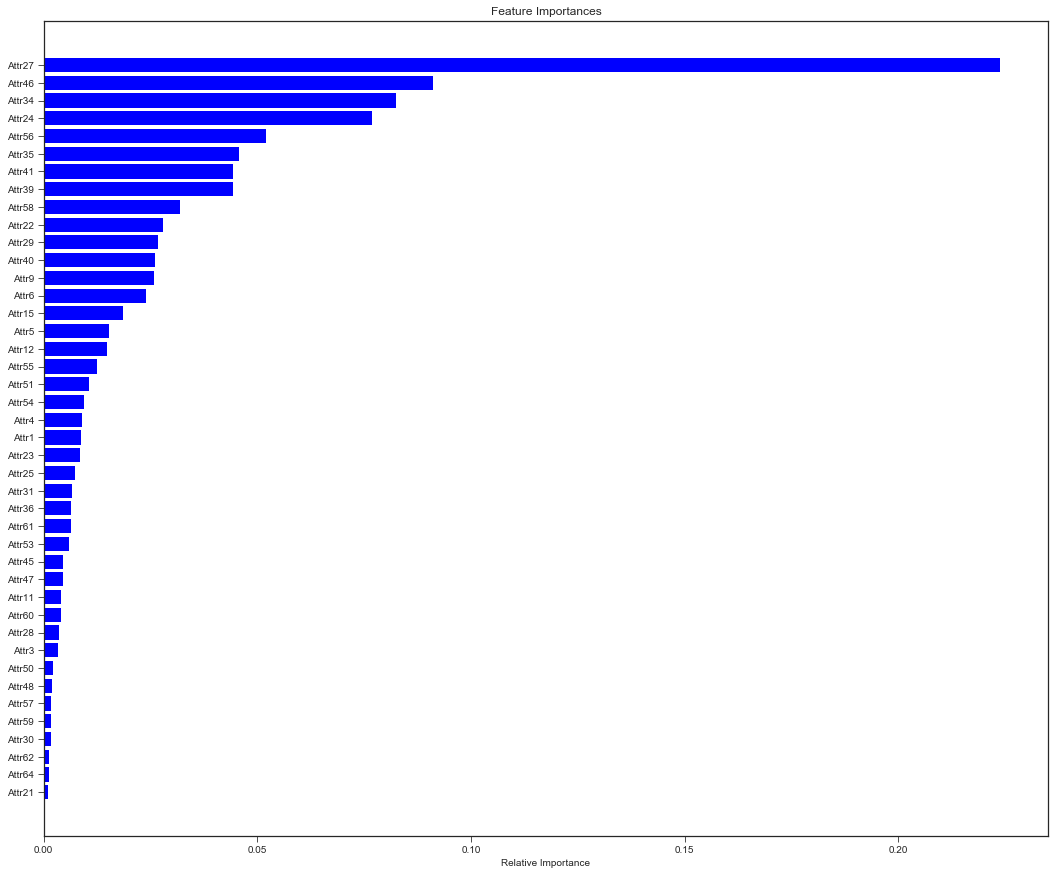 Feature Importances
Attr27
Attr46
Attr34
Attr24
Attr56
Attr35
Attr41
Attr39
Attr58
Attr22
Attr29
Attr40
Attr9
Attr6
Attr15
Attr5
Attr12
Attr55
Attr51
Attr54
Attr4
Attr1
Attr23
Attr25
Attr31
Attr36
Attr61
Attr53
Attr45
Attr47
Attr11
Attr60
Attr28
Attr3
Attr50
Attr48
Attr57
Attr59
Attr30
Attr62
Attr64
Attr21
0.00 0.05 0.10 0.15 0.20
Relative Importance